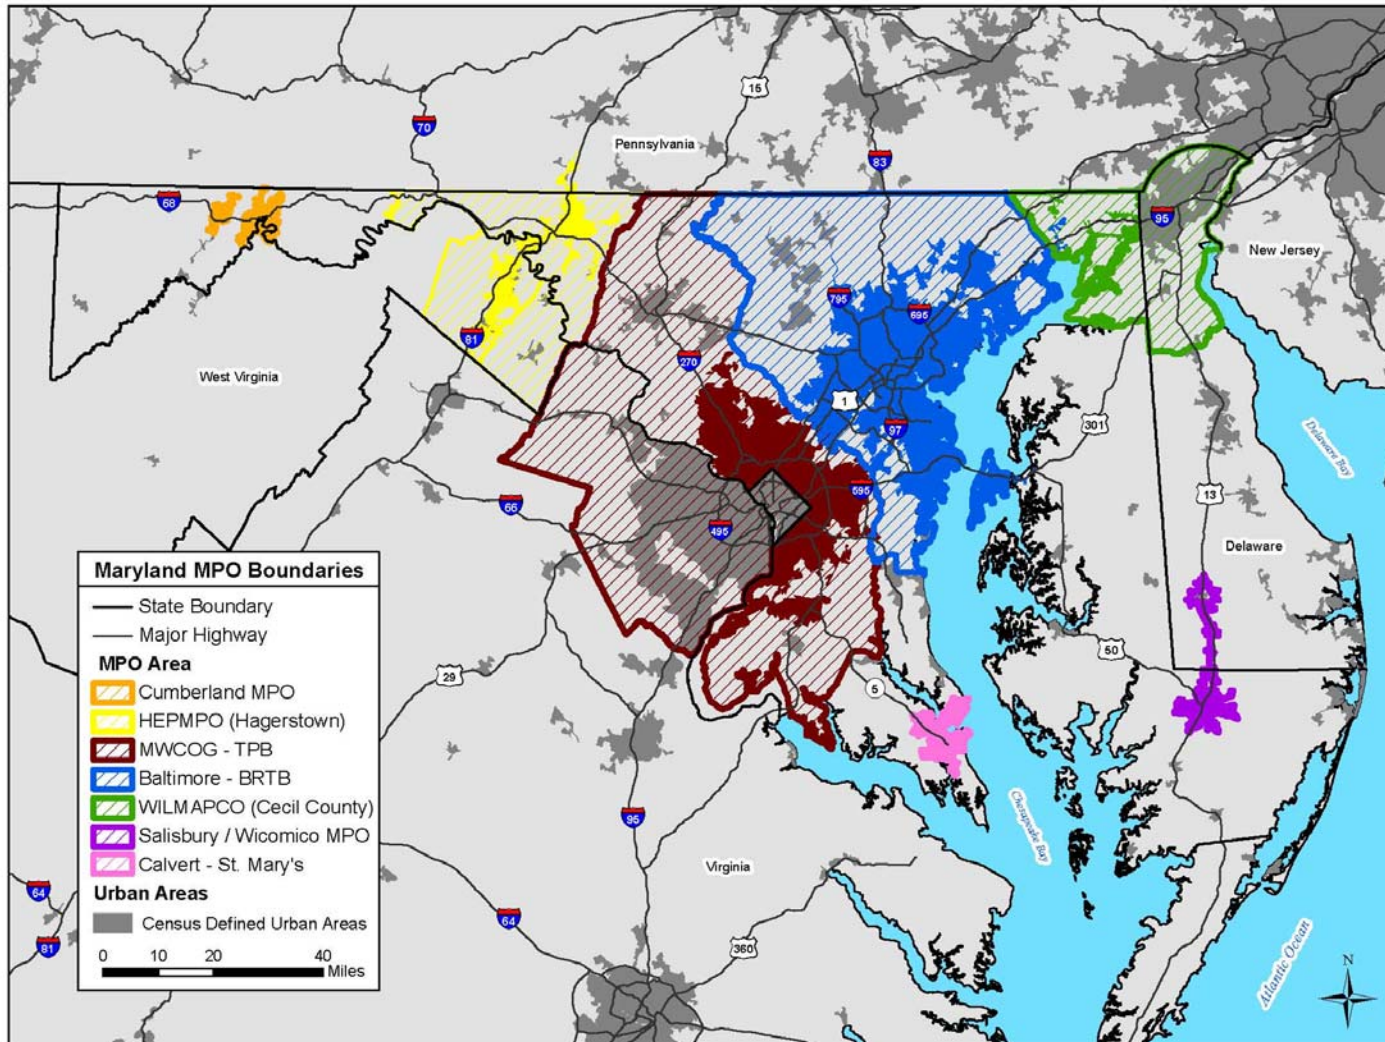 16
70
Pennsylvania
83
68
95
New Jersey
795
695
81
270
West Virginia
1
97
301
Delaware Bay
66
595
13
495
Delaware
Maryland MPO Boundaries
State Boundary
Major Highway
MPO Area
Cumberland MPO
HEPMPO (Hagerstown)
MWCOG - TPB
Baltimore - BRTB
WILMAPCO (Cecil County)
Salisbury / Wicomico MPO
Calvert - St. Mary's
Urban Areas
Census Defined Urban Areas
0 10 20 40
Miles
50
29
5
Chesapeake Bay
95
Virginia
64
81
64
360
Atlantic Ocean
N